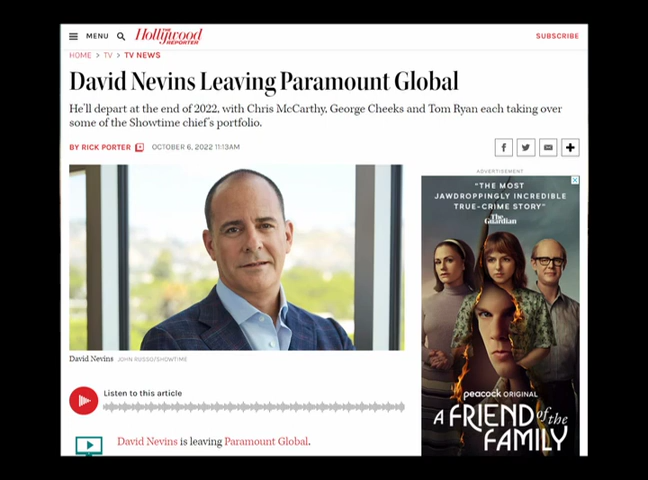 MENU
THE
Hollywood
REPORTER
SUBSCRIBE
HOME > TV > TV NEWS
David Nevins Leaving Paramount Global
He'll depart at the end of 2022, with Chris McCarthy, George Cheeks and Tom Ryan each taking over
some of the Showtime chief's portfolio.
BY RICK PORTER
OCTOBER 6, 2022 11:13AM
ADVERTISEMENT
"THE MOST
JAWDROPPINGLY INCREDIBLE
TRUE-CRIME STORY"
The
Guardian
David Nevins JOHN RUSSO/SHOWTIME
Listen to this article
peacock ORIGINAL
A FRIEND of the
FAMILY
David Nevins is leaving Paramount Global.